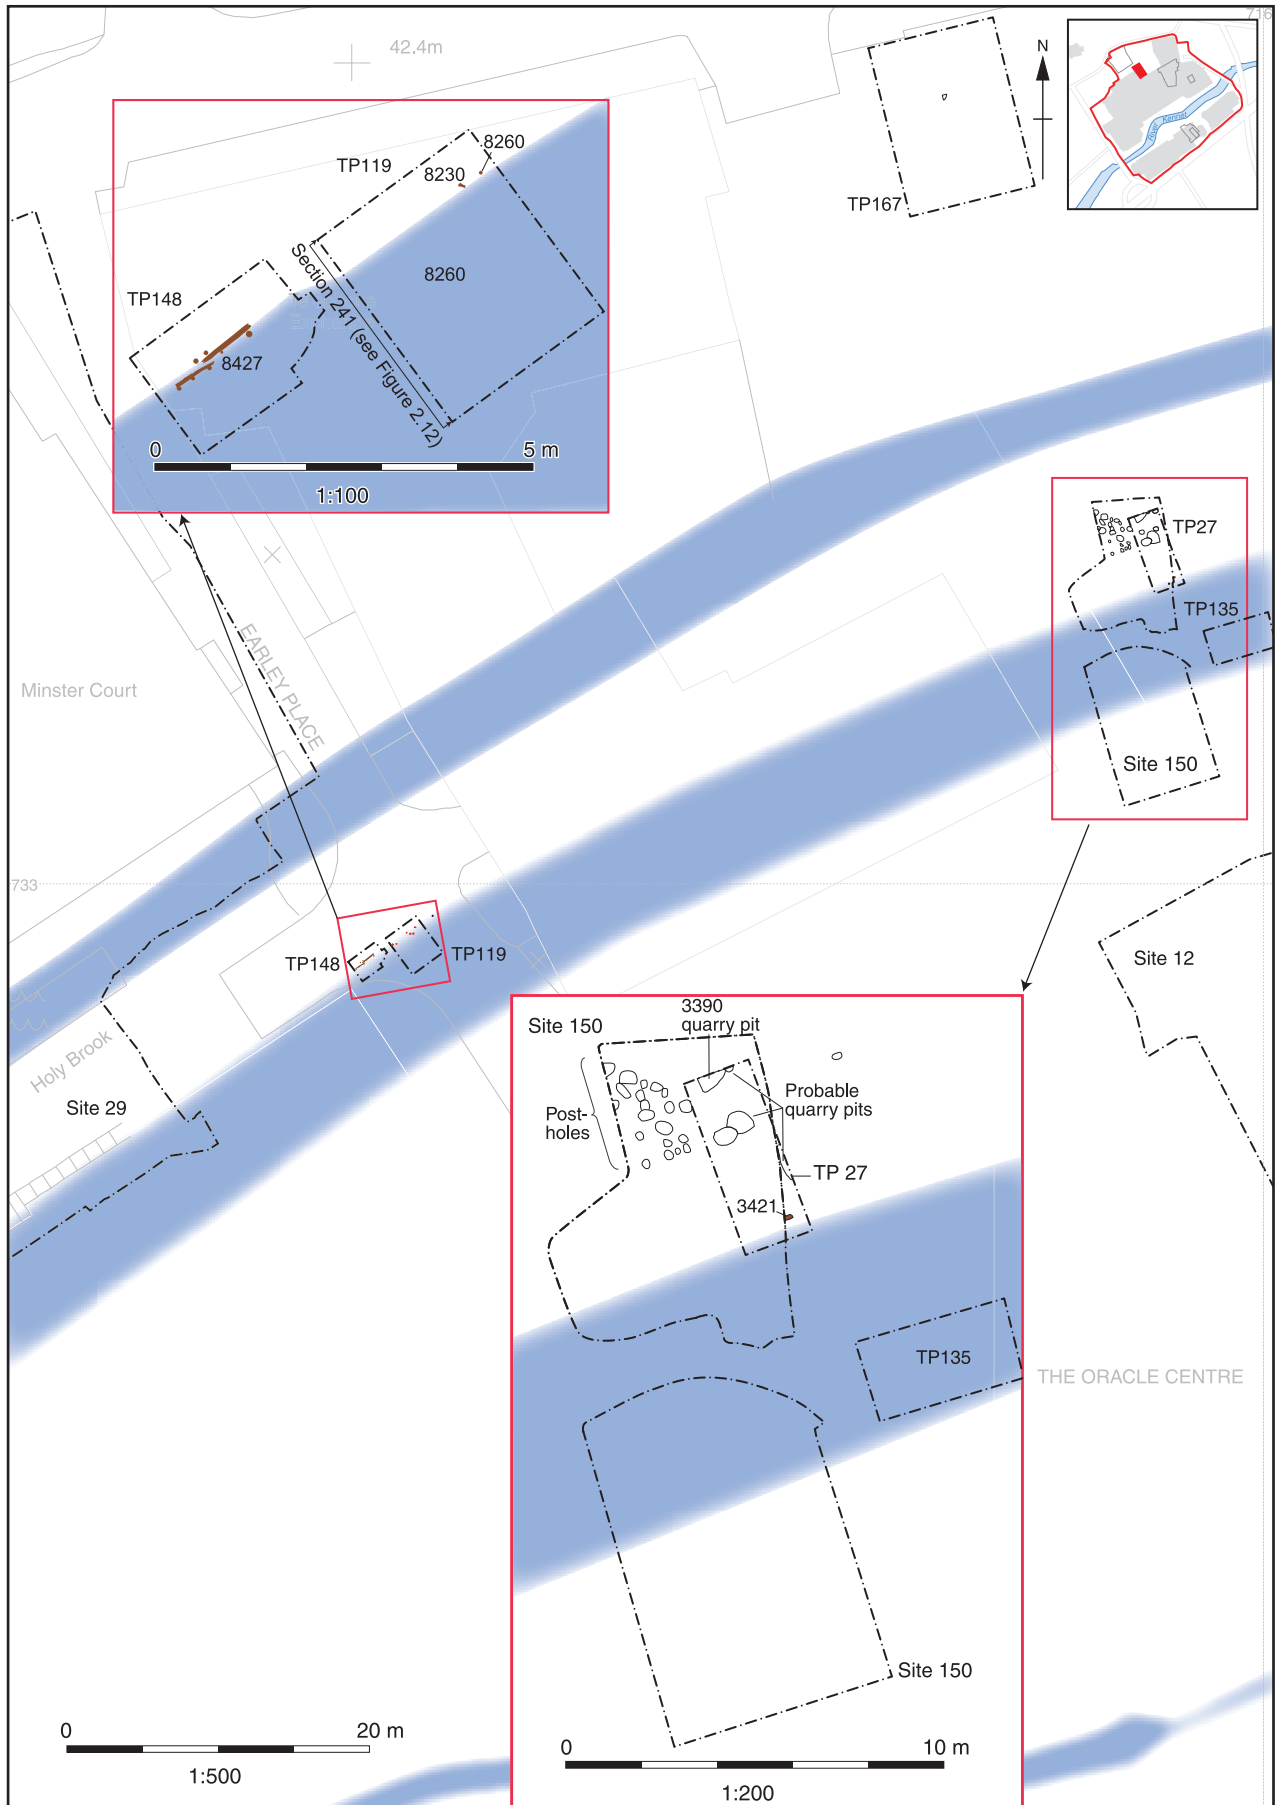 42.4m
716
N
River Kennet
TP167
TP119
8260
8230
8260
TP148
8427
Section 241 (see Figure 2.12)
0 5 m
1:100
TP27
TP135
Site 150
EARLEY PLACE
Minster Court
733
TP148
TP119
Site 12
Holy Brook
Site 29
3390
quarry pit
Site 150
Post-
holes
Probable
quarry pits
TP 27
3421
TP135
THE ORACLE CENTRE
Site 150
0 20 m
1:500
0 10 m
1:200